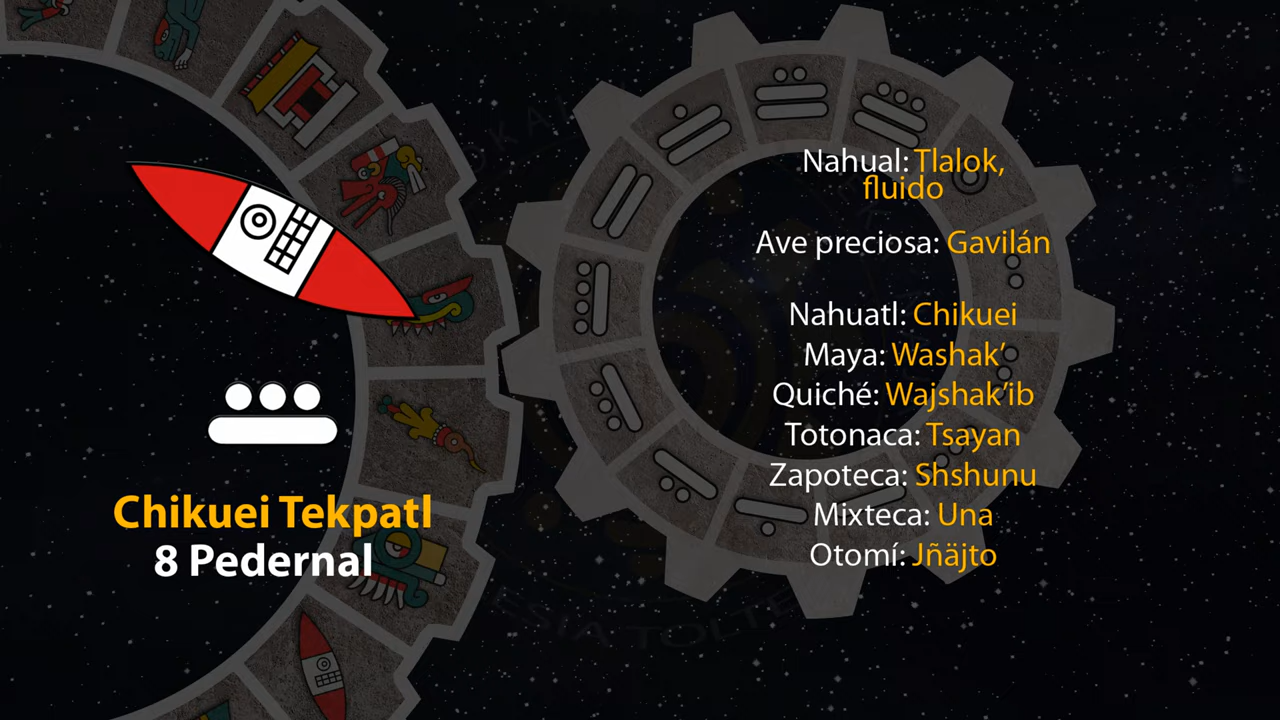 Nahual: Tlalok,
fluido
Ave preciosa: Gavilán
Nahuatl: Chikuei
Maya: Washak’
Quiché: Wajshak’ib
Totonaca: Tsayan
Zapoteca: Shshunu
Mixteca: Una
Otomí: Jñäjto
Chikuei Tekpatl
8 Pedernal